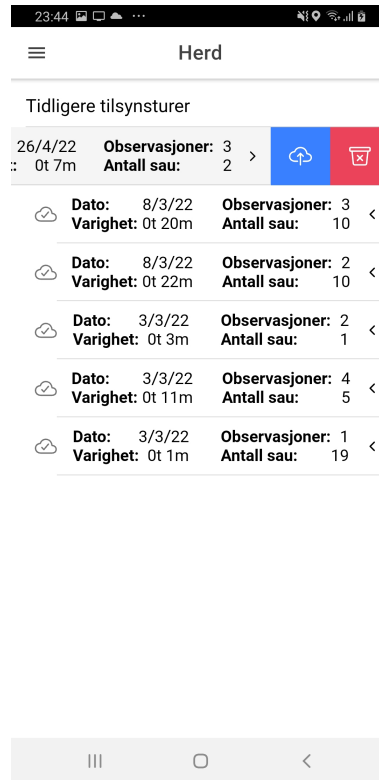 23:44
Herd
Tidligere tilsynsturer
26/4/22 Observasjoner: 3
: 0t 7m Antall sau: 2
Dato: 8/3/22 Observasjoner: 3
Varighet: 0t 20m Antall sau: 10
Dato: 8/3/22 Observasjoner: 2
Varighet: 0t 22m Antall sau: 10
Dato: 3/3/22 Observasjoner: 2
Varighet: 0t 3m Antall sau: 1
Dato: 3/3/22 Observasjoner: 4
Varighet: 0t 11m Antall sau: 5
Dato: 3/3/22 Observasjoner: 1
Varighet: 0t 1m Antall sau: 19